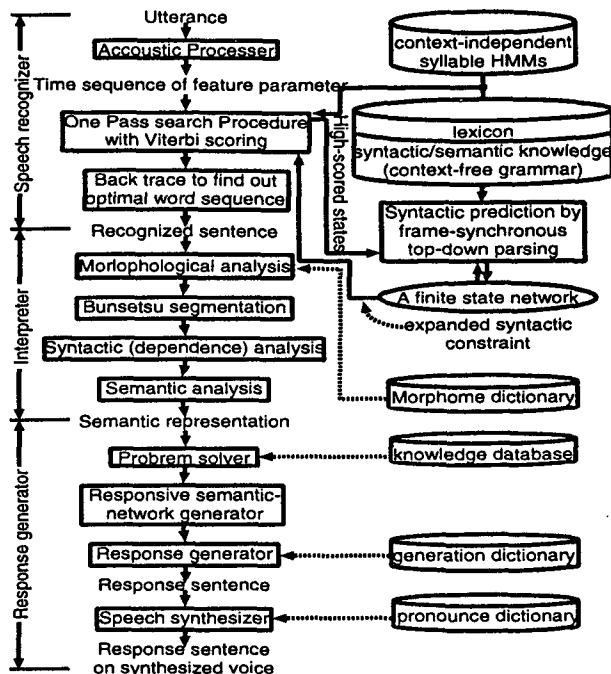 Utterance
Accoustic Processer
Time sequence of feature parameter
One Pass search Procedure
with Viterbi scoring
Back trace to find out
optimal word sequence
Recognized sentence
Morlophological analysis
Bunsetsu segmentation
Syntactic (dependence) analysis
Semantic analysis
Semantic representation
Probrem solver
Responsive semantic-
network generator
Response generator
Response sentence
Speech synthesizer
Response sentence
on synthesized voice
Speech recognizer
Interpreter
Response generator
High-scored states
context-independent
syllable HMMs
lexicon
syntactic/semantic knowledge
(context-free grammar)
Syntactic prediction by
frame-synchronous
top-down parsing
A finite state network
expanded syntactic
constraint
Morphome dictionary
knowledge database
generation dictionary
pronounce dictionary